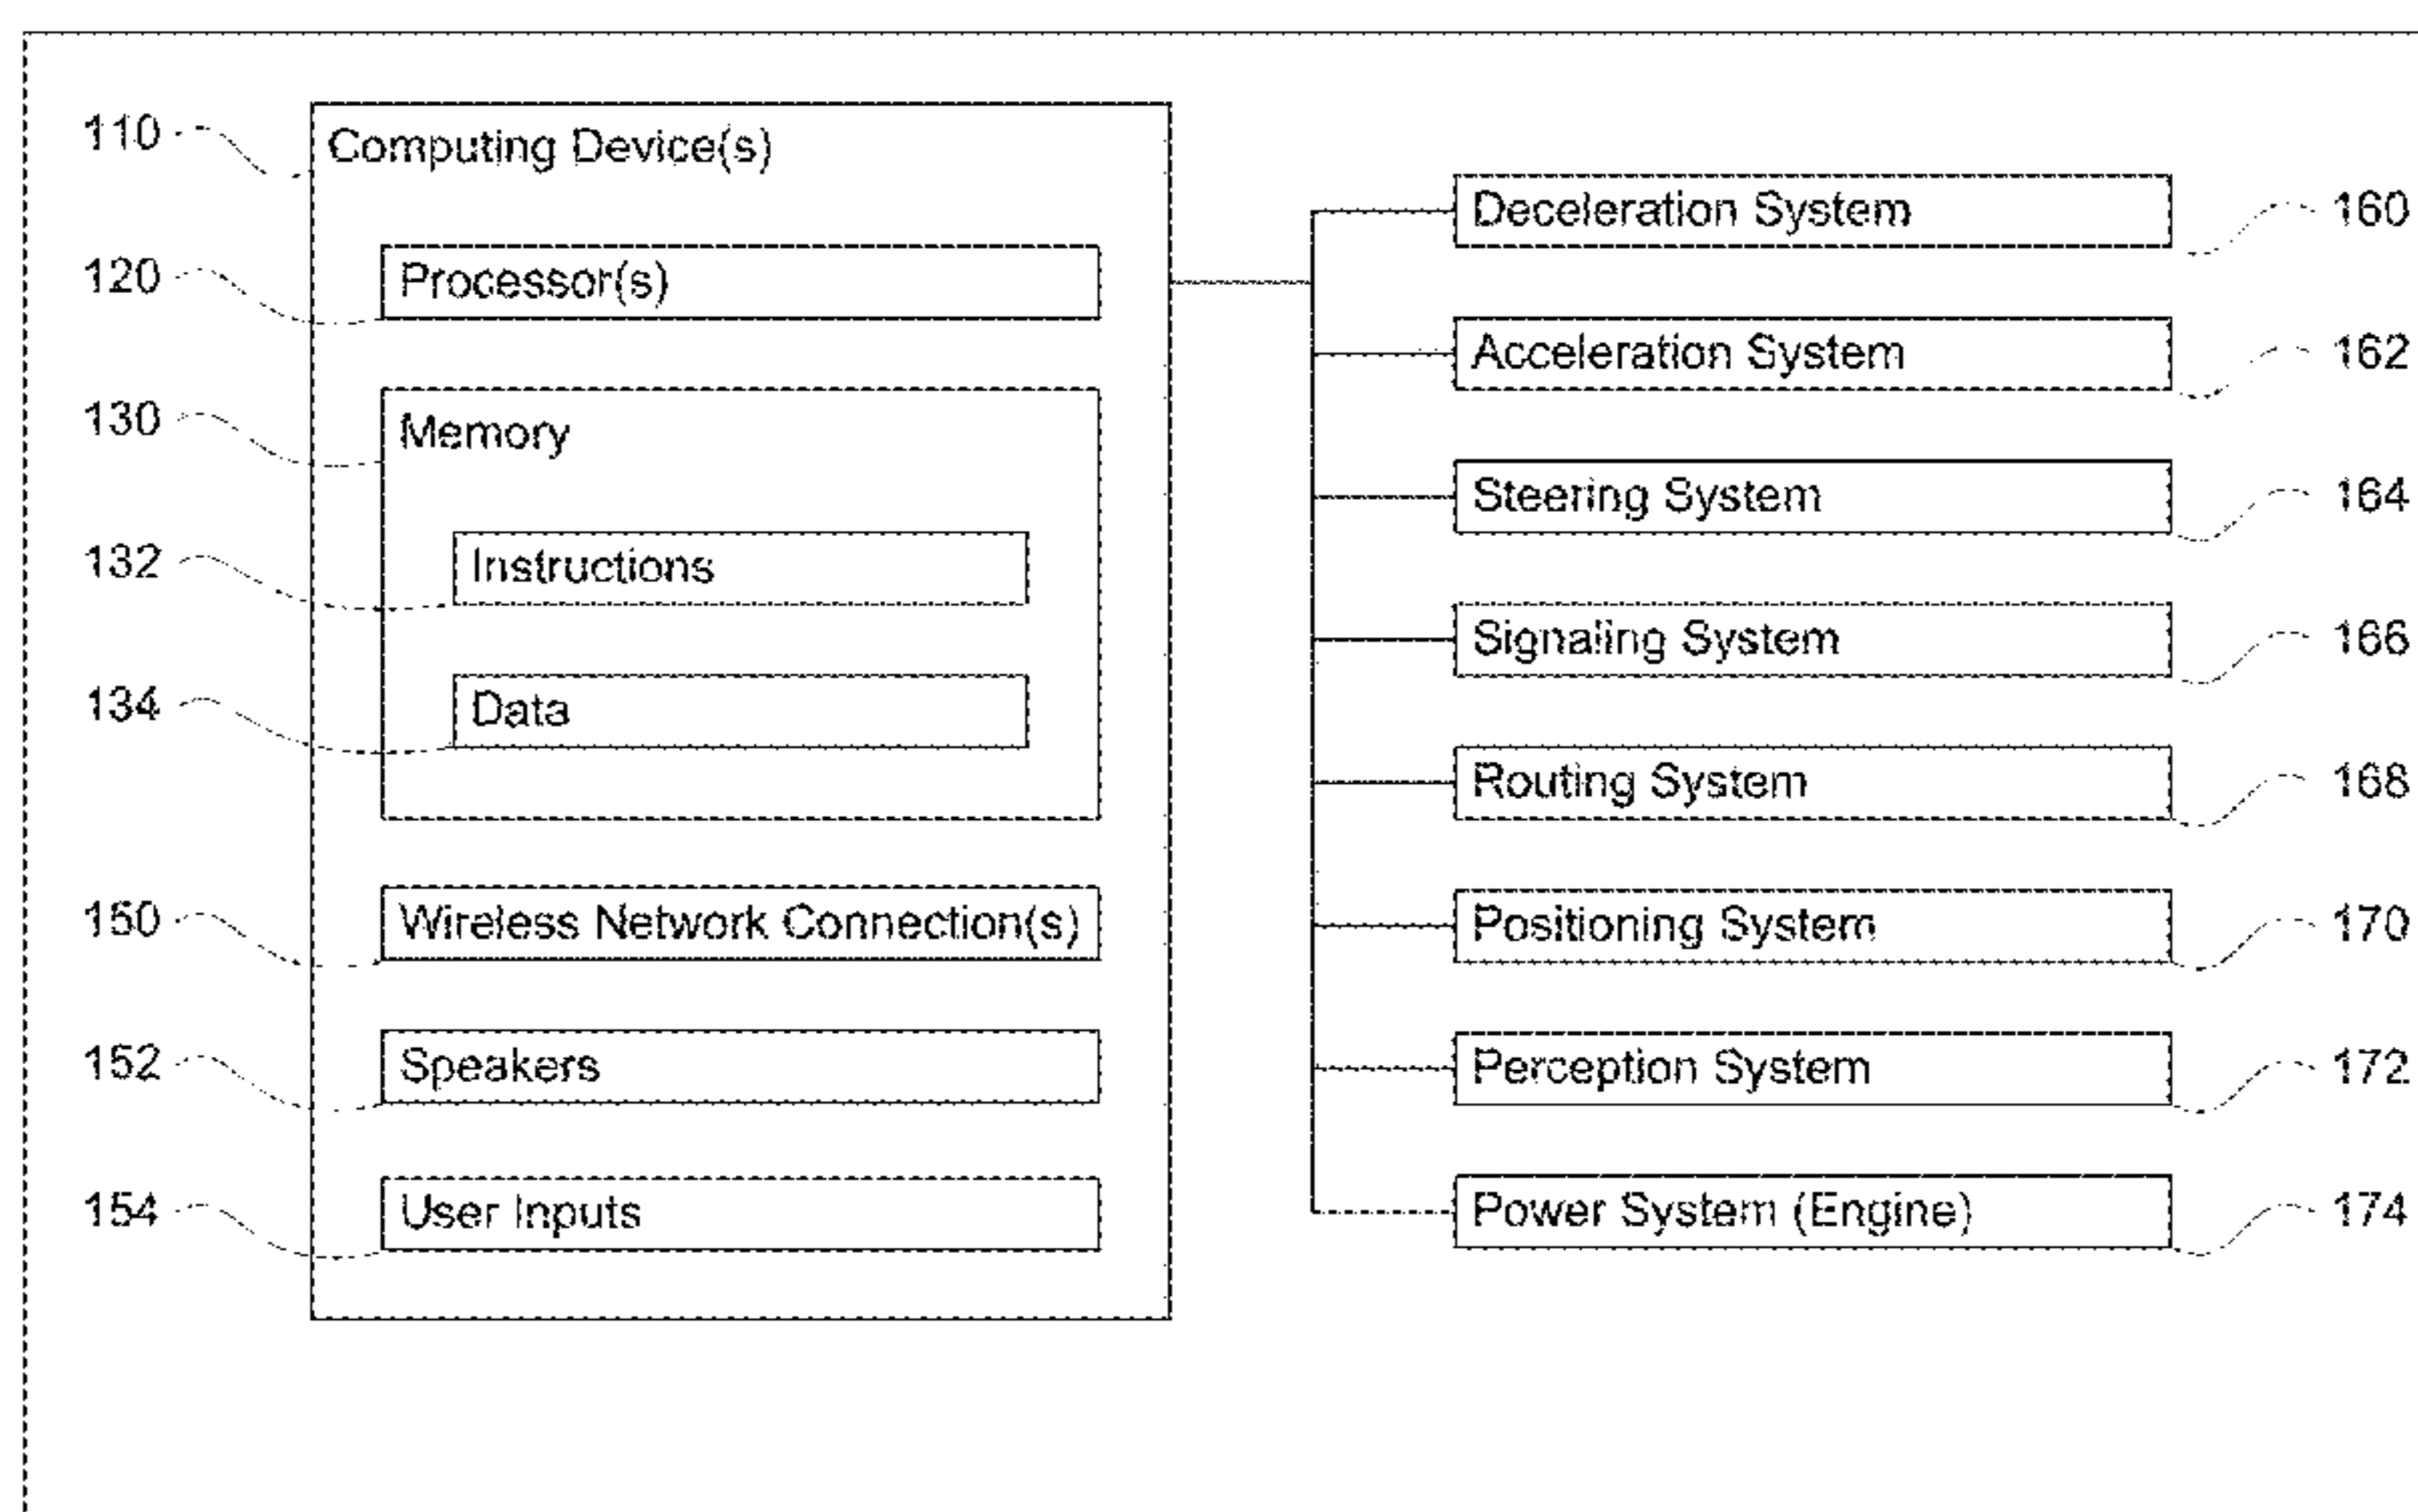 110 Computing Device(s)
120 Processor(s)
130 Memory
132 Instructions
134 Data
150 Wireless Network Connection(s)
152 Speakers
154 User Inputs
Deceleration System 160
Acceleration System 162
Steering System 164
Signaling System 166
Routing System 168
Positioning System 170
Perception System 172
Power System (Engine) 174